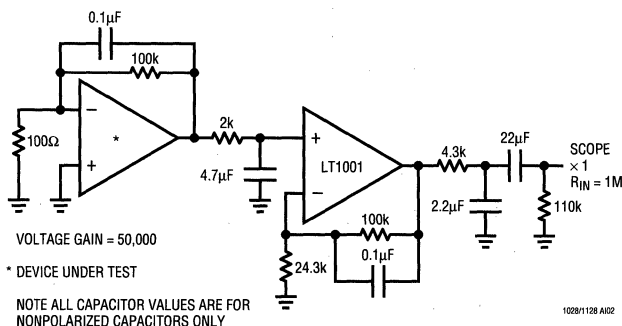 0.1µF
100k
−
*
+
100Ω
2k
4.7µF
+
LT1001
−
4.3k
22µF
SCOPE
× 1
R_IN = 1M
2.2µF
110k
100k
0.1µF
24.3k
VOLTAGE GAIN = 50,000
* DEVICE UNDER TEST
NOTE ALL CAPACITOR VALUES ARE FOR
NONPOLARIZED CAPACITORS ONLY
1028/1128 AI02